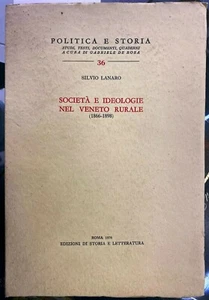 POLITICA E STORIA
STUDI, TESTI, DOCUMENTI, QUADERNI
A CURA DI GABRIELE DE ROSA
36
SILVIO LANARO
SOCIETÀ E IDEOLOGIE
NEL VENETO RURALE
(1866-1898)
ROMA 1976
EDIZIONI DI STORIA E LETTERATURA